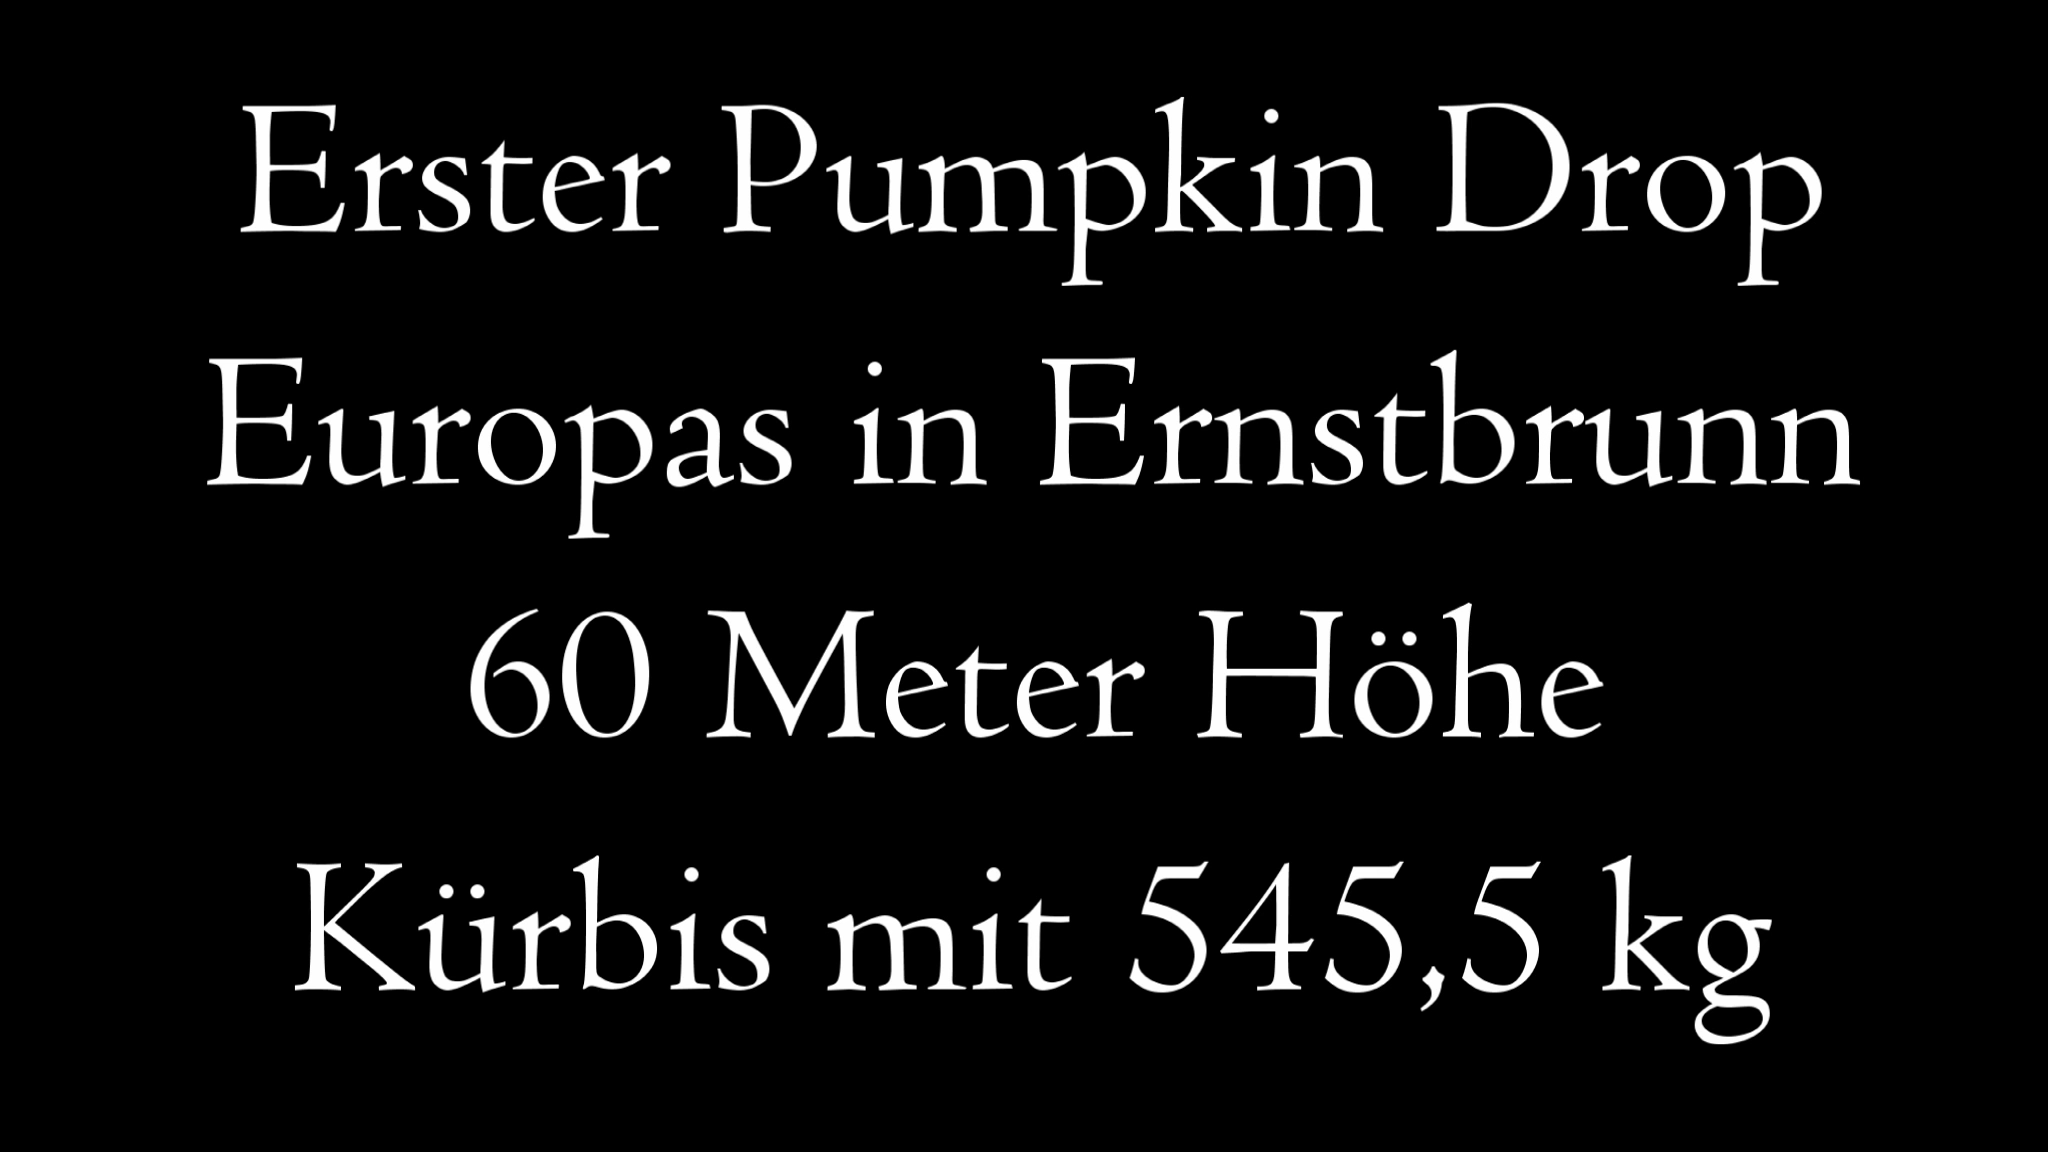 Erster Pumpkin Drop
Europas in Ernstbrunn
60 Meter Höhe
Kürbis mit 545,5 kg